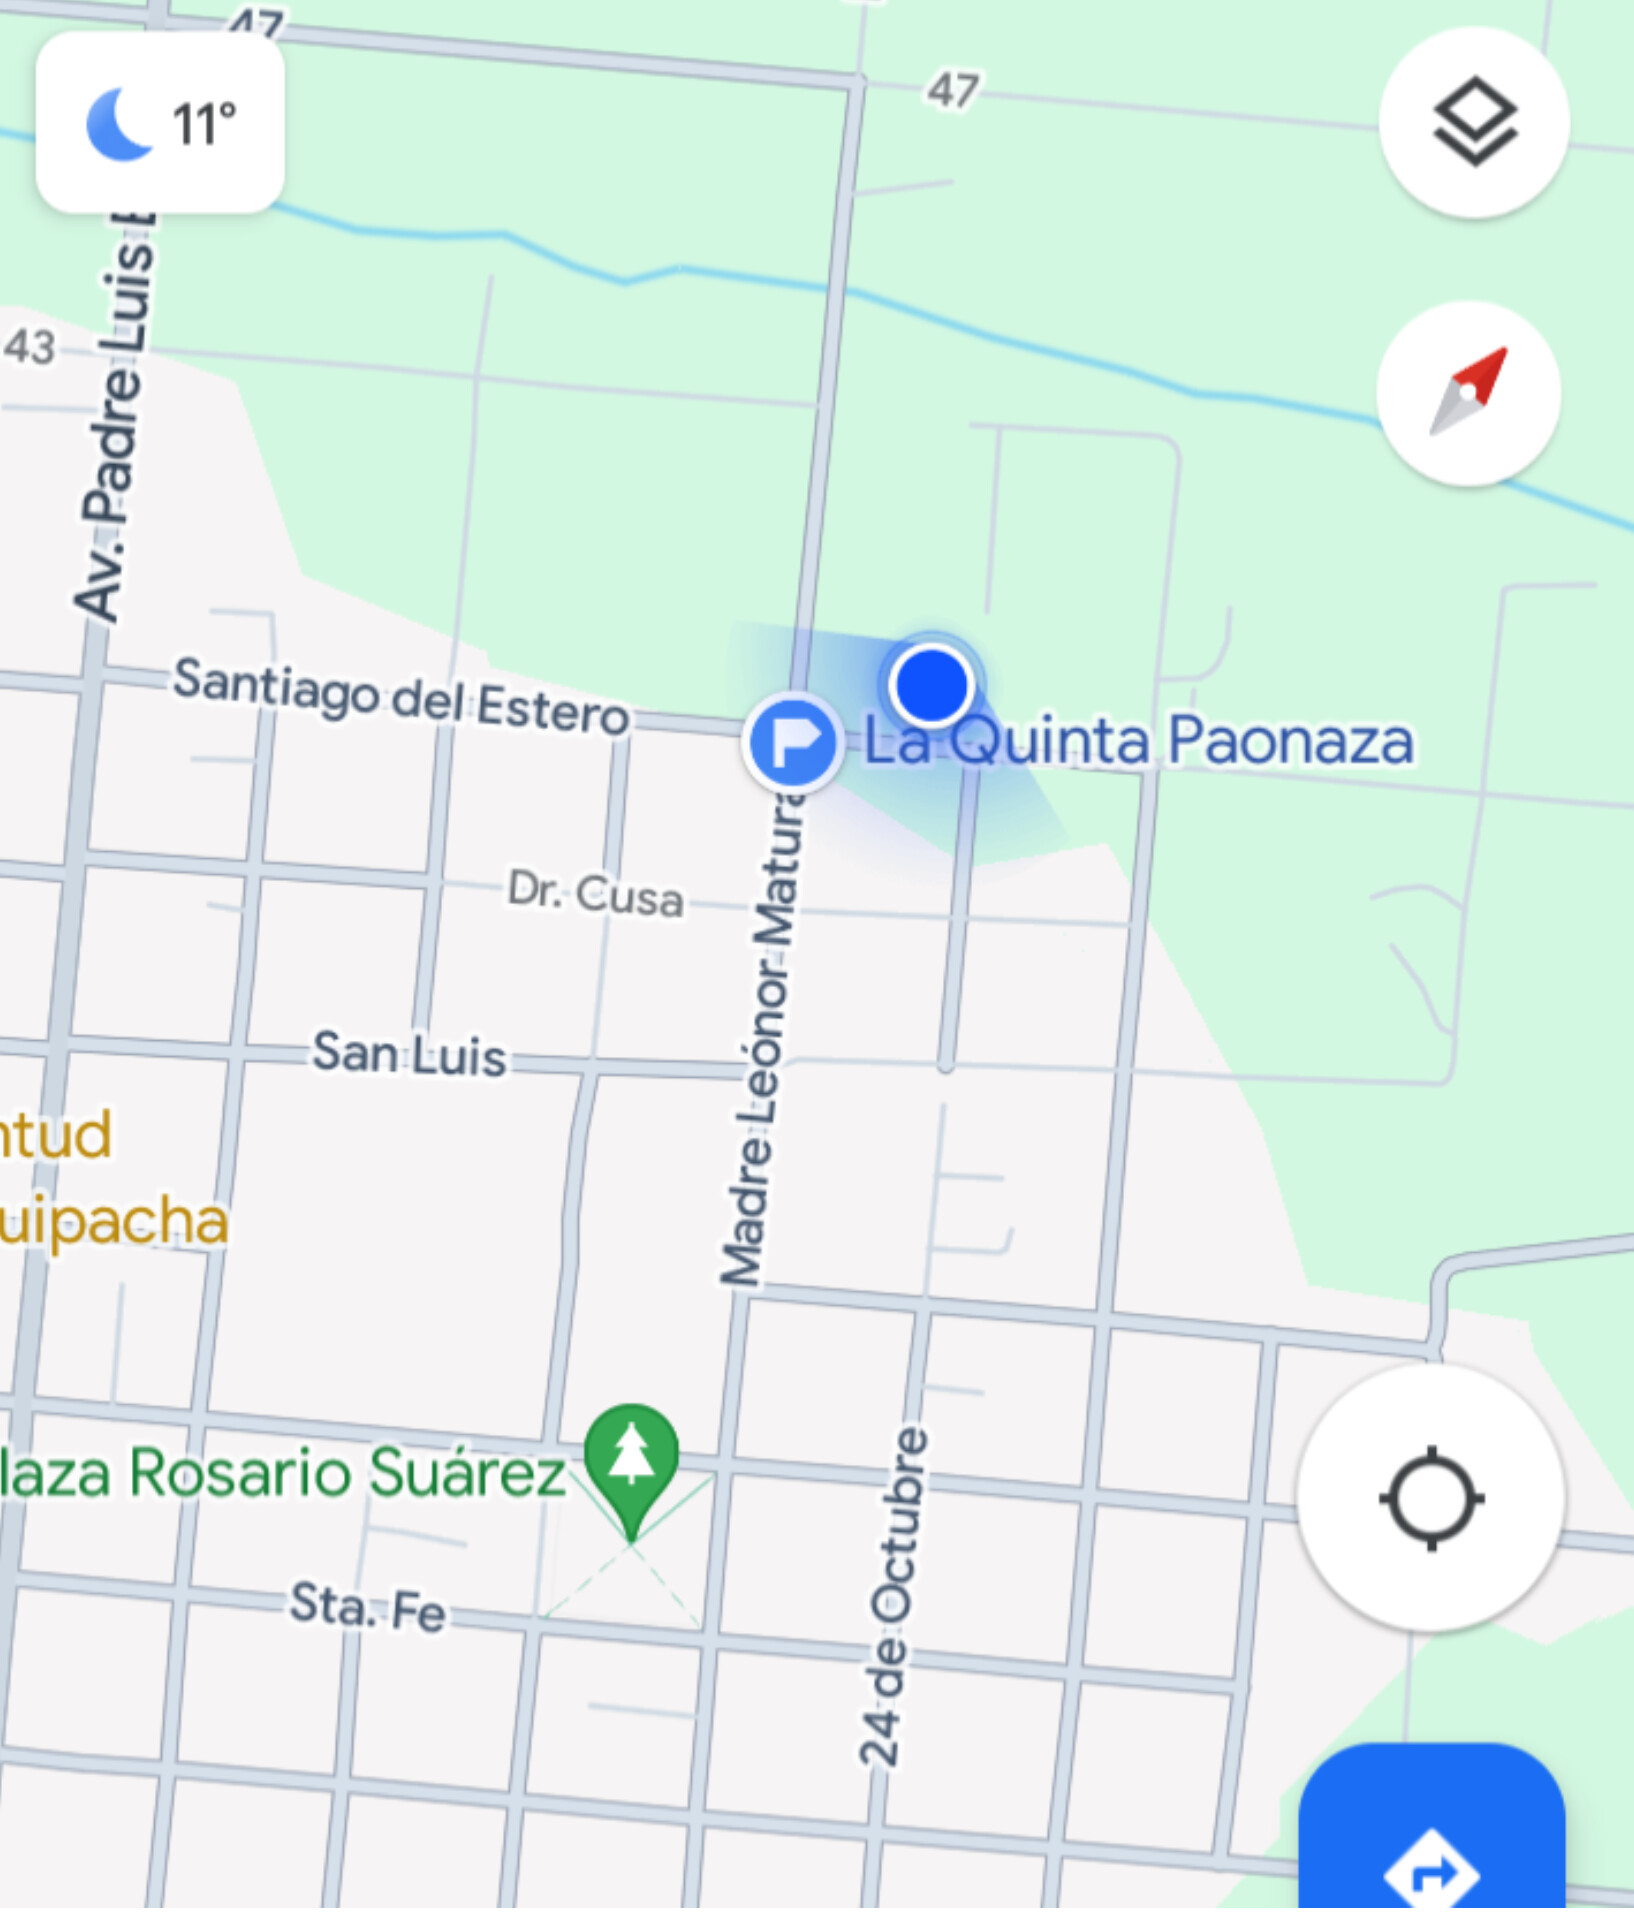 47
11°
47
Av. Padre Luis
43
Santiago del Estero
La Quinta Paonaza
Dr. Cusa
Madre Leónor Matura
San Luis
ntud
uipacha
laza Rosario Suárez
24 de Octubre
Sta. Fe